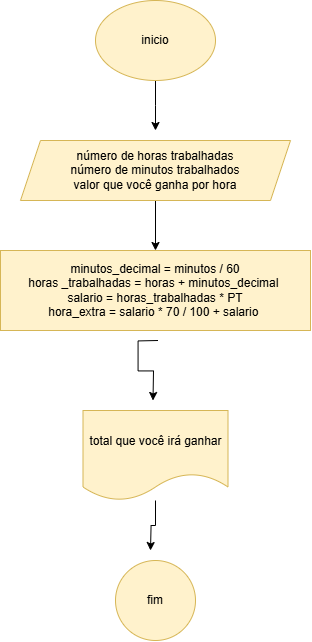 inicio
número de horas trabalhadas
número de minutos trabalhados
valor que você ganha por hora
minutos_decimal = minutos / 60
horas _trabalhadas = horas + minutos_decimal
salario = horas_trabalhadas * PT
hora_extra = salario * 70 / 100 + salario
total que você irá ganhar
fim